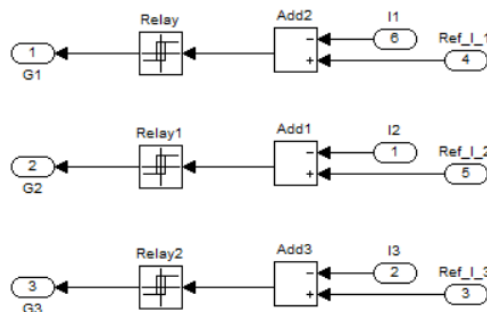 Relay Add2 I1
1 − 6 Ref_I_1
+ 4
G1
Relay1 Add1 I2
2 − 1 Ref_I_2
+ 5
G2
Relay2 Add3 I3
3 − 2 Ref_I_3
+ 3
G3